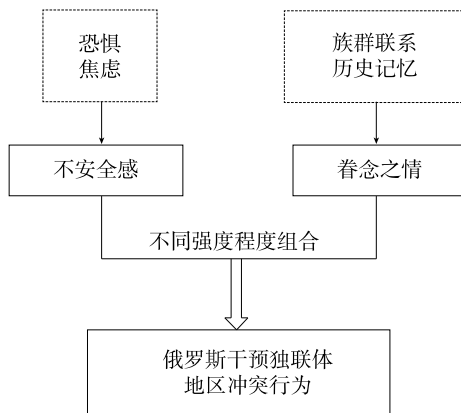 恐惧
焦虑
族群联系
历史记忆
不安全感
眷念之情
不同强度程度组合
俄罗斯干预独联体
地区冲突行为